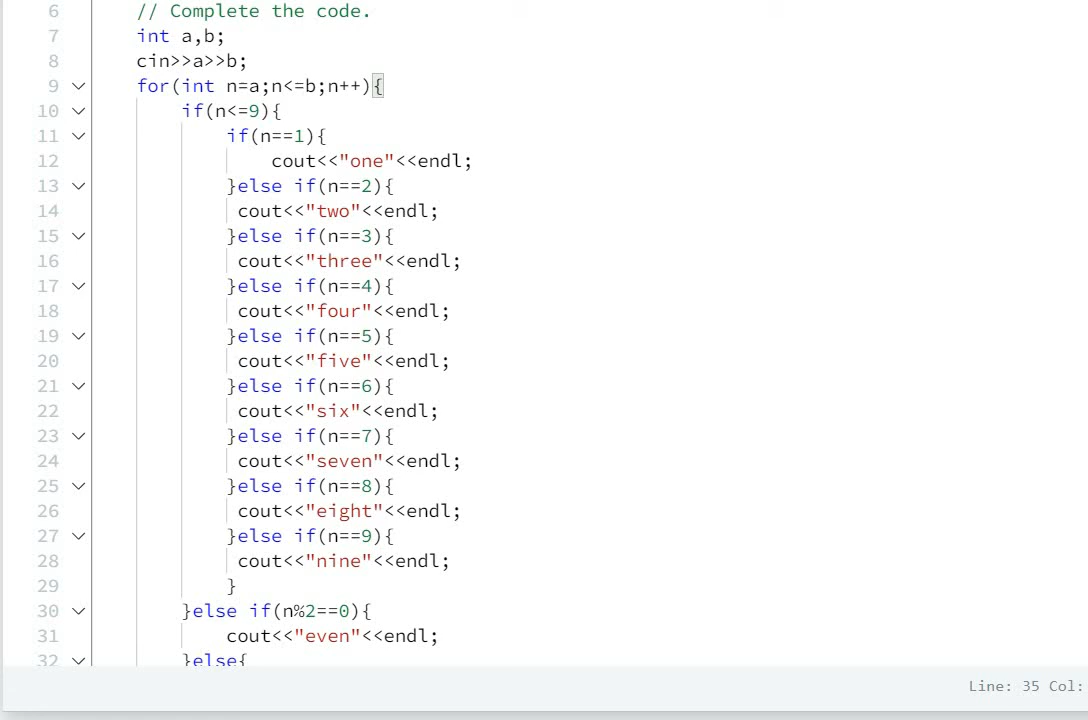 6 // Complete the code.
7 int a,b;
8 cin>>a>>b;
9 for(int n=a;n<=b;n++){
10 if(n<=9){
11 if(n==1){
12 cout<<"one"<<endl;
13 }else if(n==2){
14 cout<<"two"<<endl;
15 }else if(n==3){
16 cout<<"three"<<endl;
17 }else if(n==4){
18 cout<<"four"<<endl;
19 }else if(n==5){
20 cout<<"five"<<endl;
21 }else if(n==6){
22 cout<<"six"<<endl;
23 }else if(n==7){
24 cout<<"seven"<<endl;
25 }else if(n==8){
26 cout<<"eight"<<endl;
27 }else if(n==9){
28 cout<<"nine"<<endl;
29 }
30 }else if(n%2==0){
31 cout<<"even"<<endl;
32 }else{
Line: 35 Col: